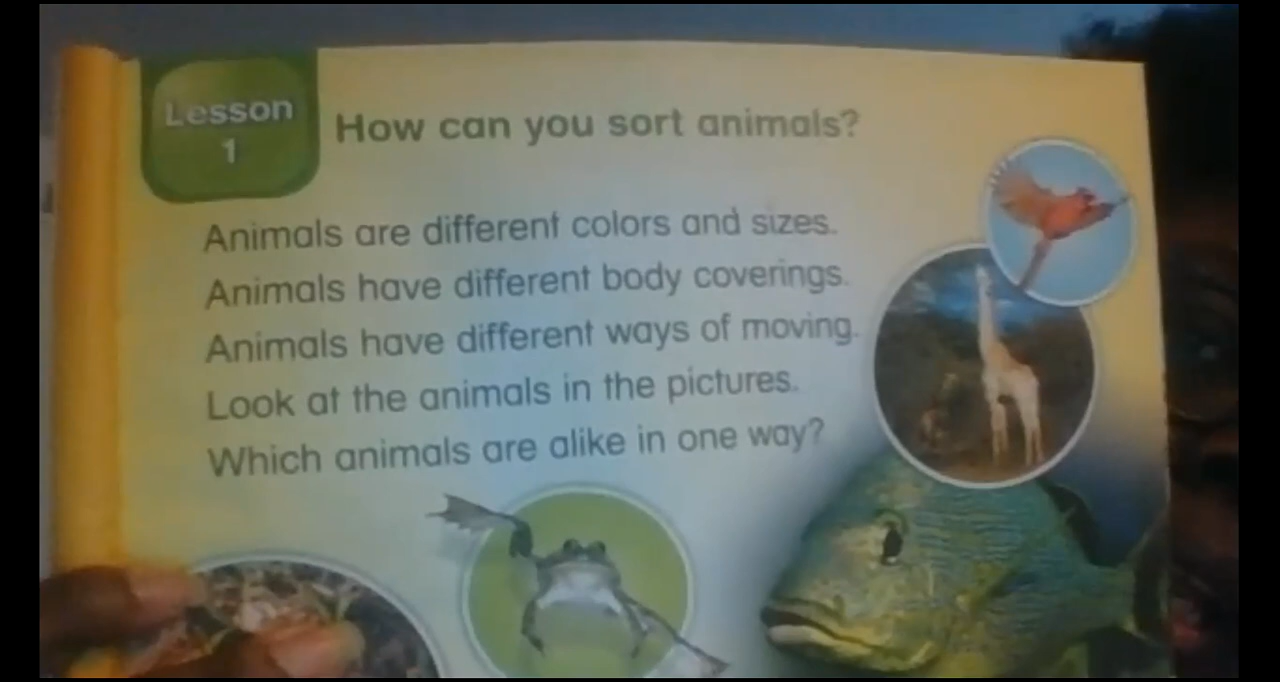 Lesson
1
How can you sort animals?
Animals are different colors and sizes.
Animals have different body coverings.
Animals have different ways of moving.
Look at the animals in the pictures.
Which animals are alike in one way?